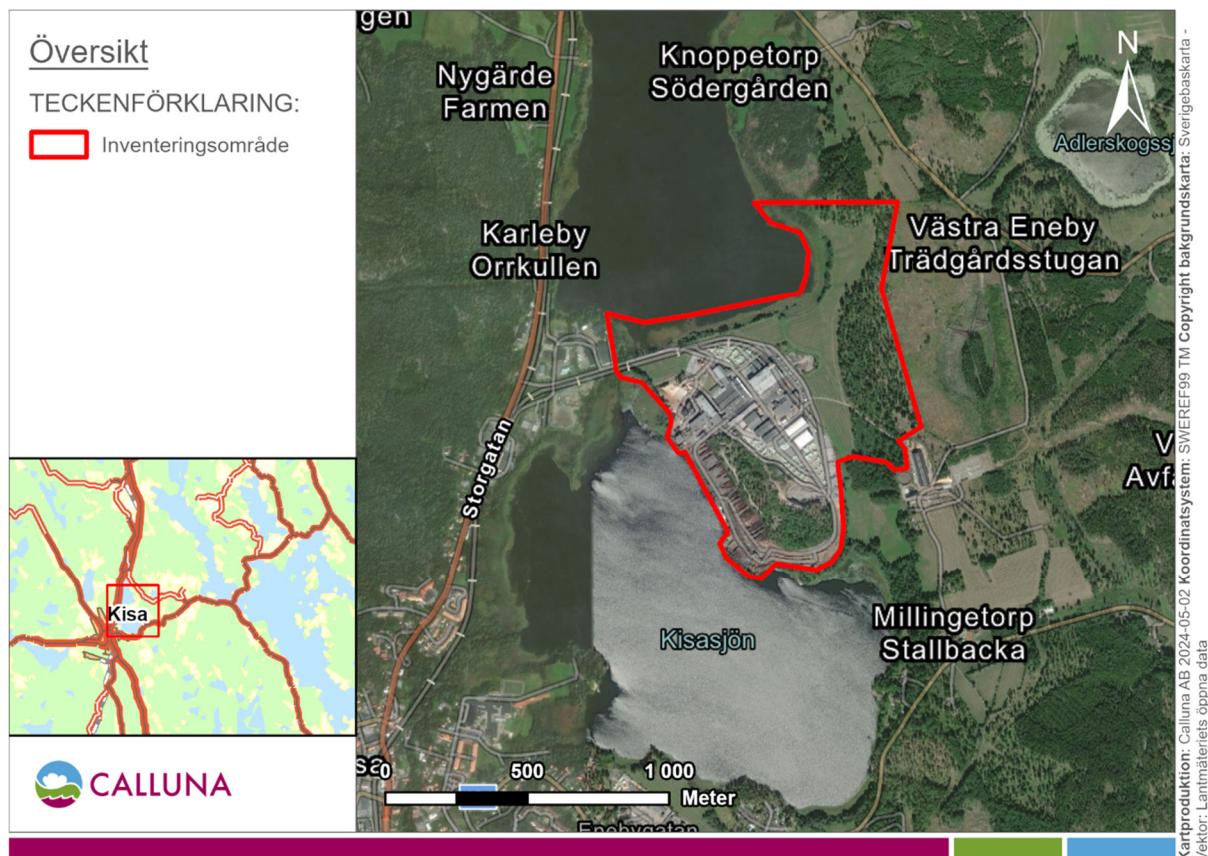 Översikt
TECKENFÖRKLARING:
Inventeringsområde
Kisa
CALLUNA
gen
Nygärde
Farmen
Knoppetorp
Södergården
N
Adlerskogssj
Karleby
Orrkullen
Västra Eneby
Trädgårdsstugan
Storgatan
V
Avfa
Kisasjön
Millingetorp
Stallbacka
sa
0 500 1 000
Meter
Enebygatan
Kartproduktion: Calluna AB 2024-05-02 Koordinatsystem: SWEREF99 TM Copyright bakgrundskarta: Sverigebaskarta -
Vektor: Lantmäteriets öppna data